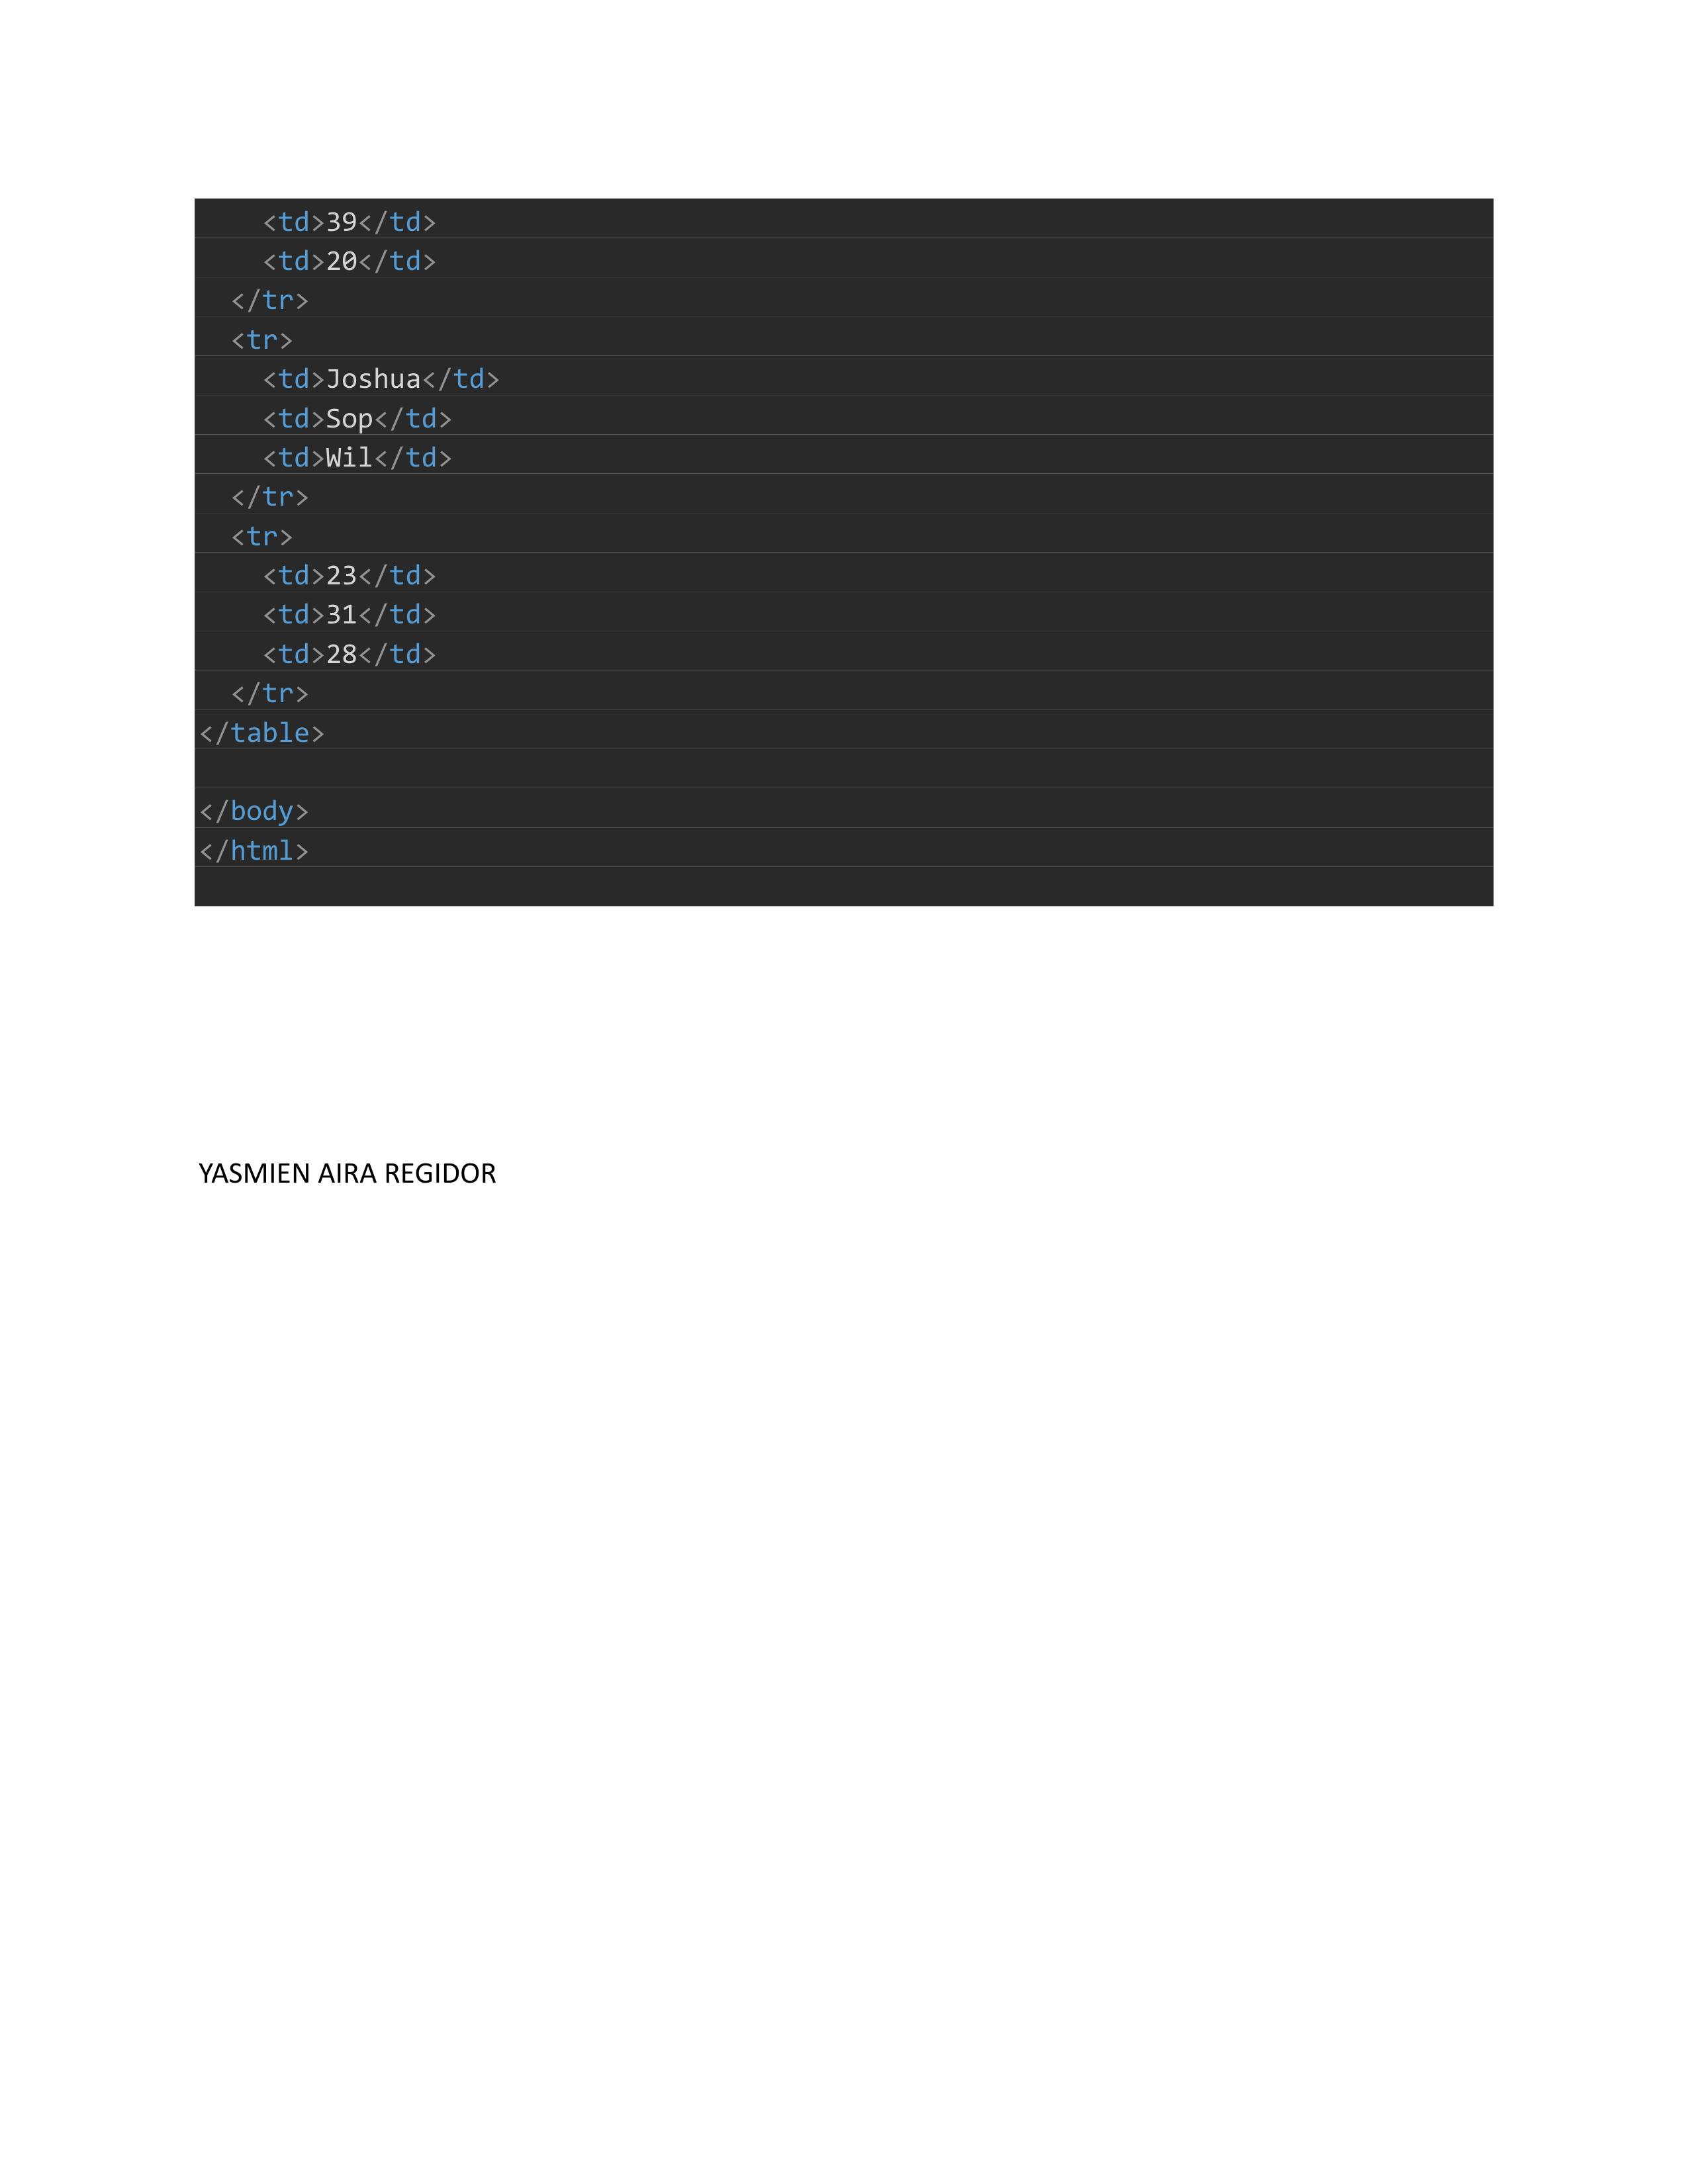 <td>39</td>
    <td>20</td>
  </tr>
  <tr>
    <td>Joshua</td>
    <td>Sop</td>
    <td>Wil</td>
  </tr>
  <tr>
    <td>23</td>
    <td>31</td>
    <td>28</td>
  </tr>
</table>
</body>
</html>
YASMIEN AIRA REGIDOR